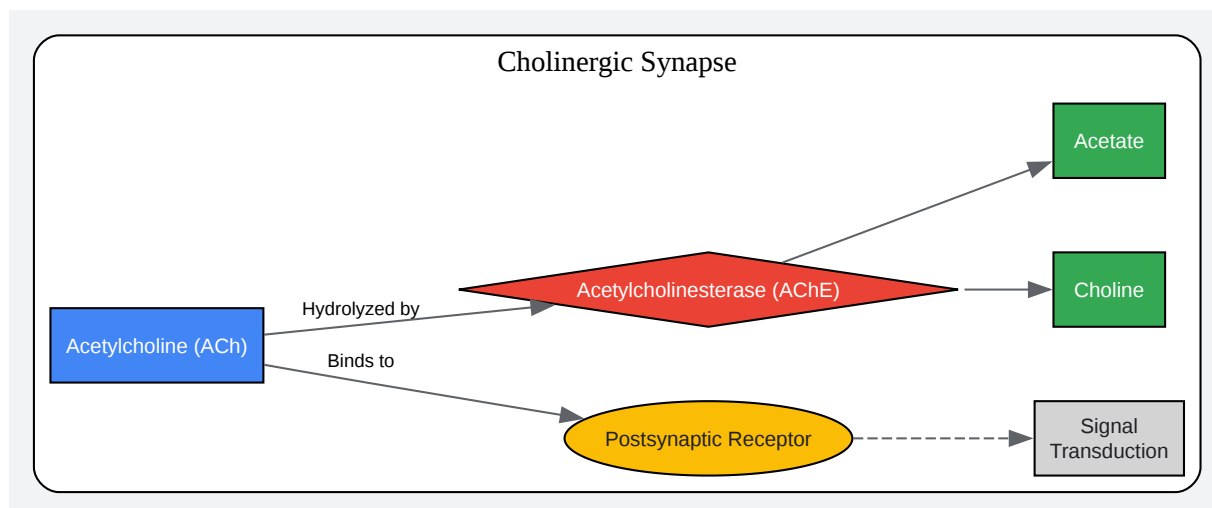 Cholinergic Synapse
Acetate
Acetylcholinesterase (AChE)
Choline
Hydrolyzed by
Acetylcholine (ACh)
Binds to
Postsynaptic Receptor
Signal
Transduction